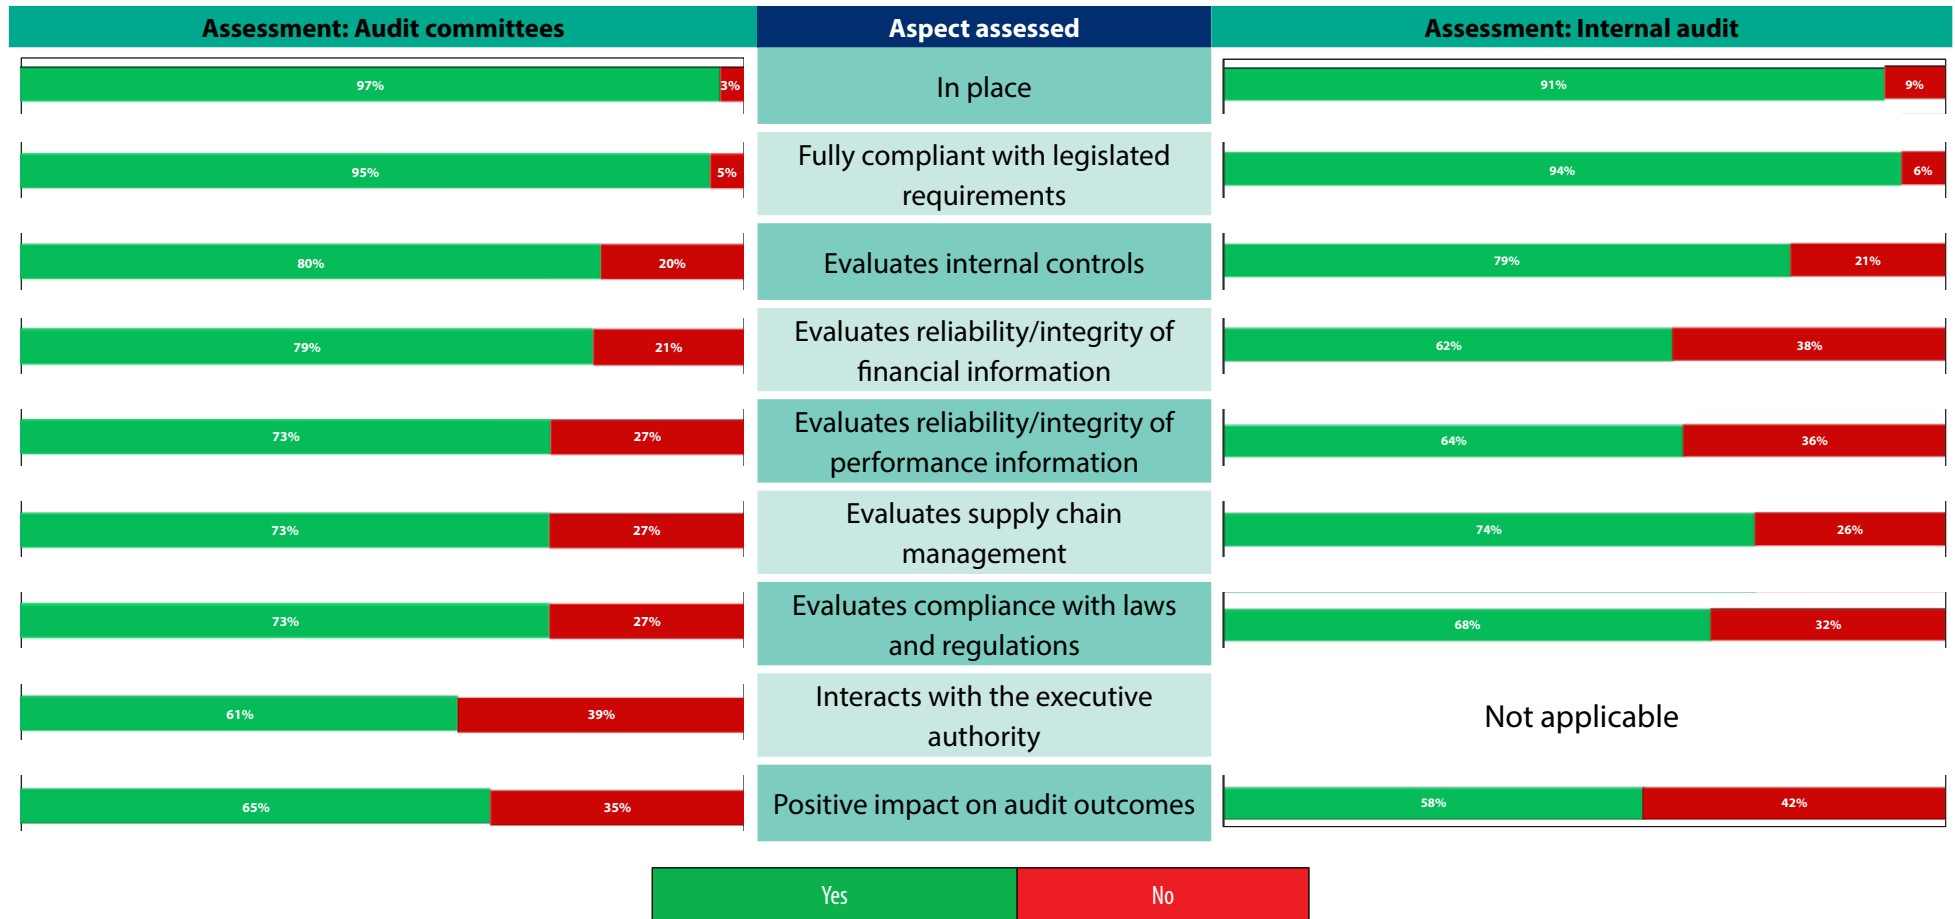 Assessment: Audit committees Aspect assessed Assessment: Internal audit
97% 3% In place 91% 9%
95% 5% Fully compliant with legislated
requirements 94% 6%
80% 20% Evaluates internal controls 79% 21%
79% 21% Evaluates reliability/integrity of
financial information 62% 38%
73% 27% Evaluates reliability/integrity of
performance information 64% 36%
73% 27% Evaluates supply chain
management 74% 26%
73% 27% Evaluates compliance with laws
and regulations 68% 32%
61% 39% Interacts with the executive
authority Not applicable
65% 35% Positive impact on audit outcomes 58% 42%
Yes No